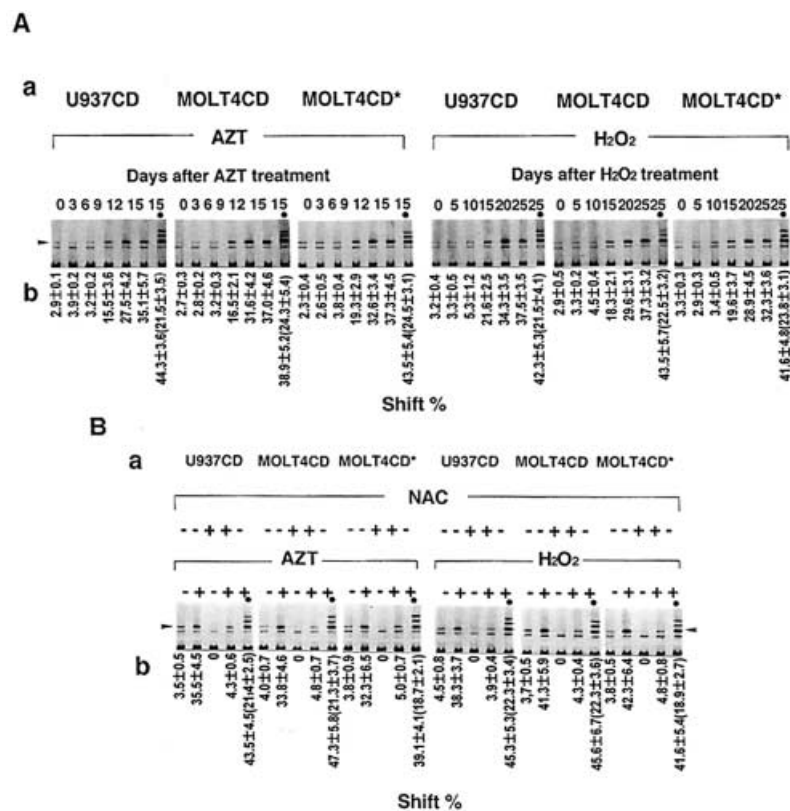 A
a
U937CD MOLT4CD MOLT4CD* U937CD MOLT4CD MOLT4CD*
AZT H2O2
Days after AZT treatment Days after H2O2 treatment
0 3 6 9 12 15 15 0 3 6 9 12 15 15 0 3 6 9 12 15 15 0 5 10 15 20 25 25 0 5 10 15 20 25 25 0 5 10 15 20 25 25
b
2.9±0.1 3.9±0.2 3.2±0.2 15.5±3.6 27.5±4.2 35.1±5.7 44.3±3.6(21.5±3.5) 2.7±0.3 2.8±0.2 3.2±0.3 16.5±2.1 31.6±4.2 37.0±4.6 38.9±5.2(24.3±5.4) 2.3±0.4 2.6±0.5 3.8±0.4 19.3±2.9 32.6±3.4 37.3±4.5 43.5±5.4(24.5±3.1) 3.2±0.4 3.3±0.5 5.3±1.2 21.6±2.5 34.3±3.5 37.5±3.5 42.3±5.3(21.5±4.1) 2.9±0.5 3.3±0.2 4.5±0.4 18.3±2.1 29.6±3.1 37.3±3.2 43.5±5.7(22.5±3.2) 3.3±0.3 2.9±0.3 3.4±0.5 19.6±3.7 28.9±4.5 32.3±3.6 41.6±4.8(23.8±3.1)
Shift %
B
a
U937CD MOLT4CD MOLT4CD* U937CD MOLT4CD MOLT4CD*
NAC
- - + + - - - + + - - - + + - - - + + - - - + + - - - + + -
AZT H2O2
- + - + + - + - + + - + - + + - + - + + - + - + + - + - + +
b
3.5±0.5 35.5±4.5 0 4.3±0.6 43.5±4.5(21.4±2.5) 4.0±0.7 33.8±4.6 0 4.8±0.7 47.3±5.8(21.3±3.7) 3.8±0.9 32.3±6.5 0 5.0±0.7 39.1±4.1(18.7±2.1) 4.5±0.8 38.3±3.7 0 3.9±0.4 45.3±5.3(22.3±3.4) 3.7±0.5 41.3±5.9 0 4.3±0.4 45.6±6.7(22.3±3.6) 3.8±0.5 42.3±6.4 0 4.8±0.8 41.6±5.4(18.9±2.7)
Shift %